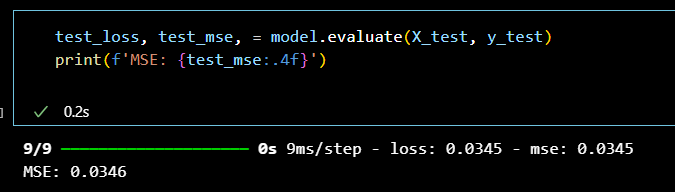 test_loss, test_mse, = model.evaluate(X_test, y_test)
print(f'MSE: {test_mse:.4f}')
] ✓ 0.2s
9/9 ━━━━━━━━━━━━━━━━━━━━ 0s 9ms/step - loss: 0.0345 - mse: 0.0345
MSE: 0.0346